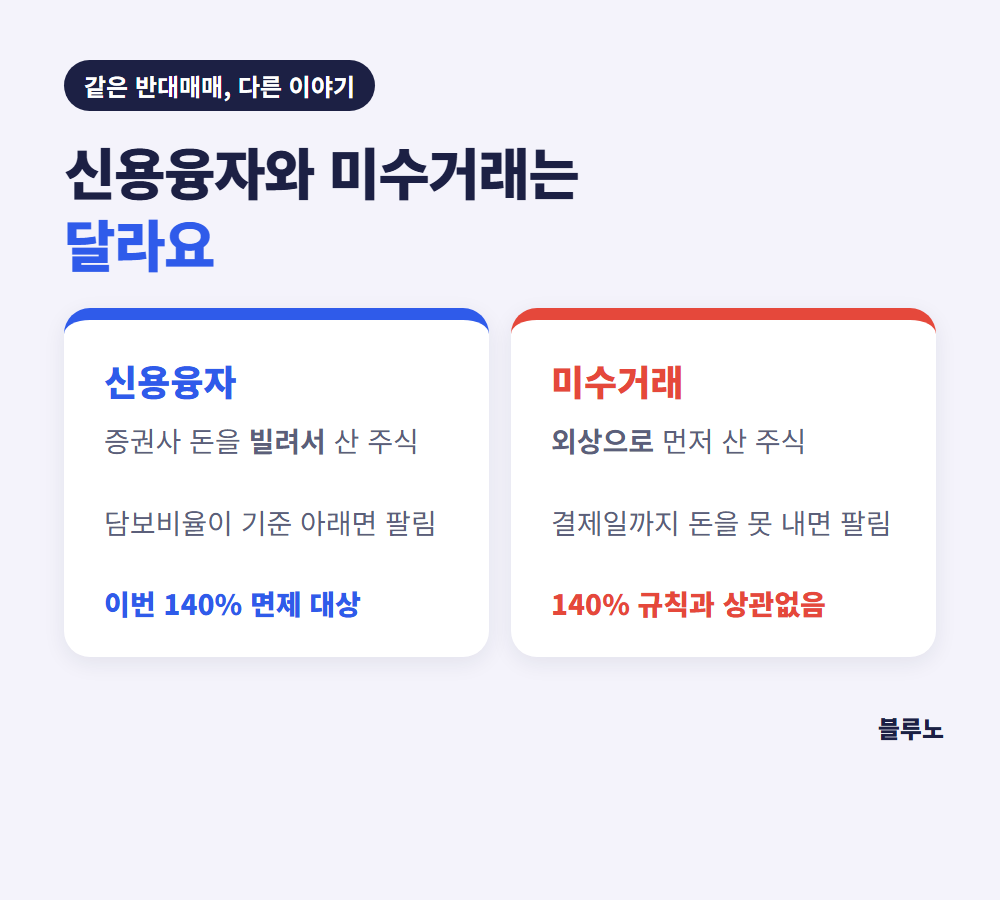 같은 반대매매, 다른 이야기
신용융자와 미수거래는
달라요
신용융자
증권사 돈을 빌려서 산 주식
담보비율이 기준 아래면 팔림
이번 140% 면제 대상
미수거래
외상으로 먼저 산 주식
결제일까지 돈을 못 내면 팔림
140% 규칙과 상관없음
블루노